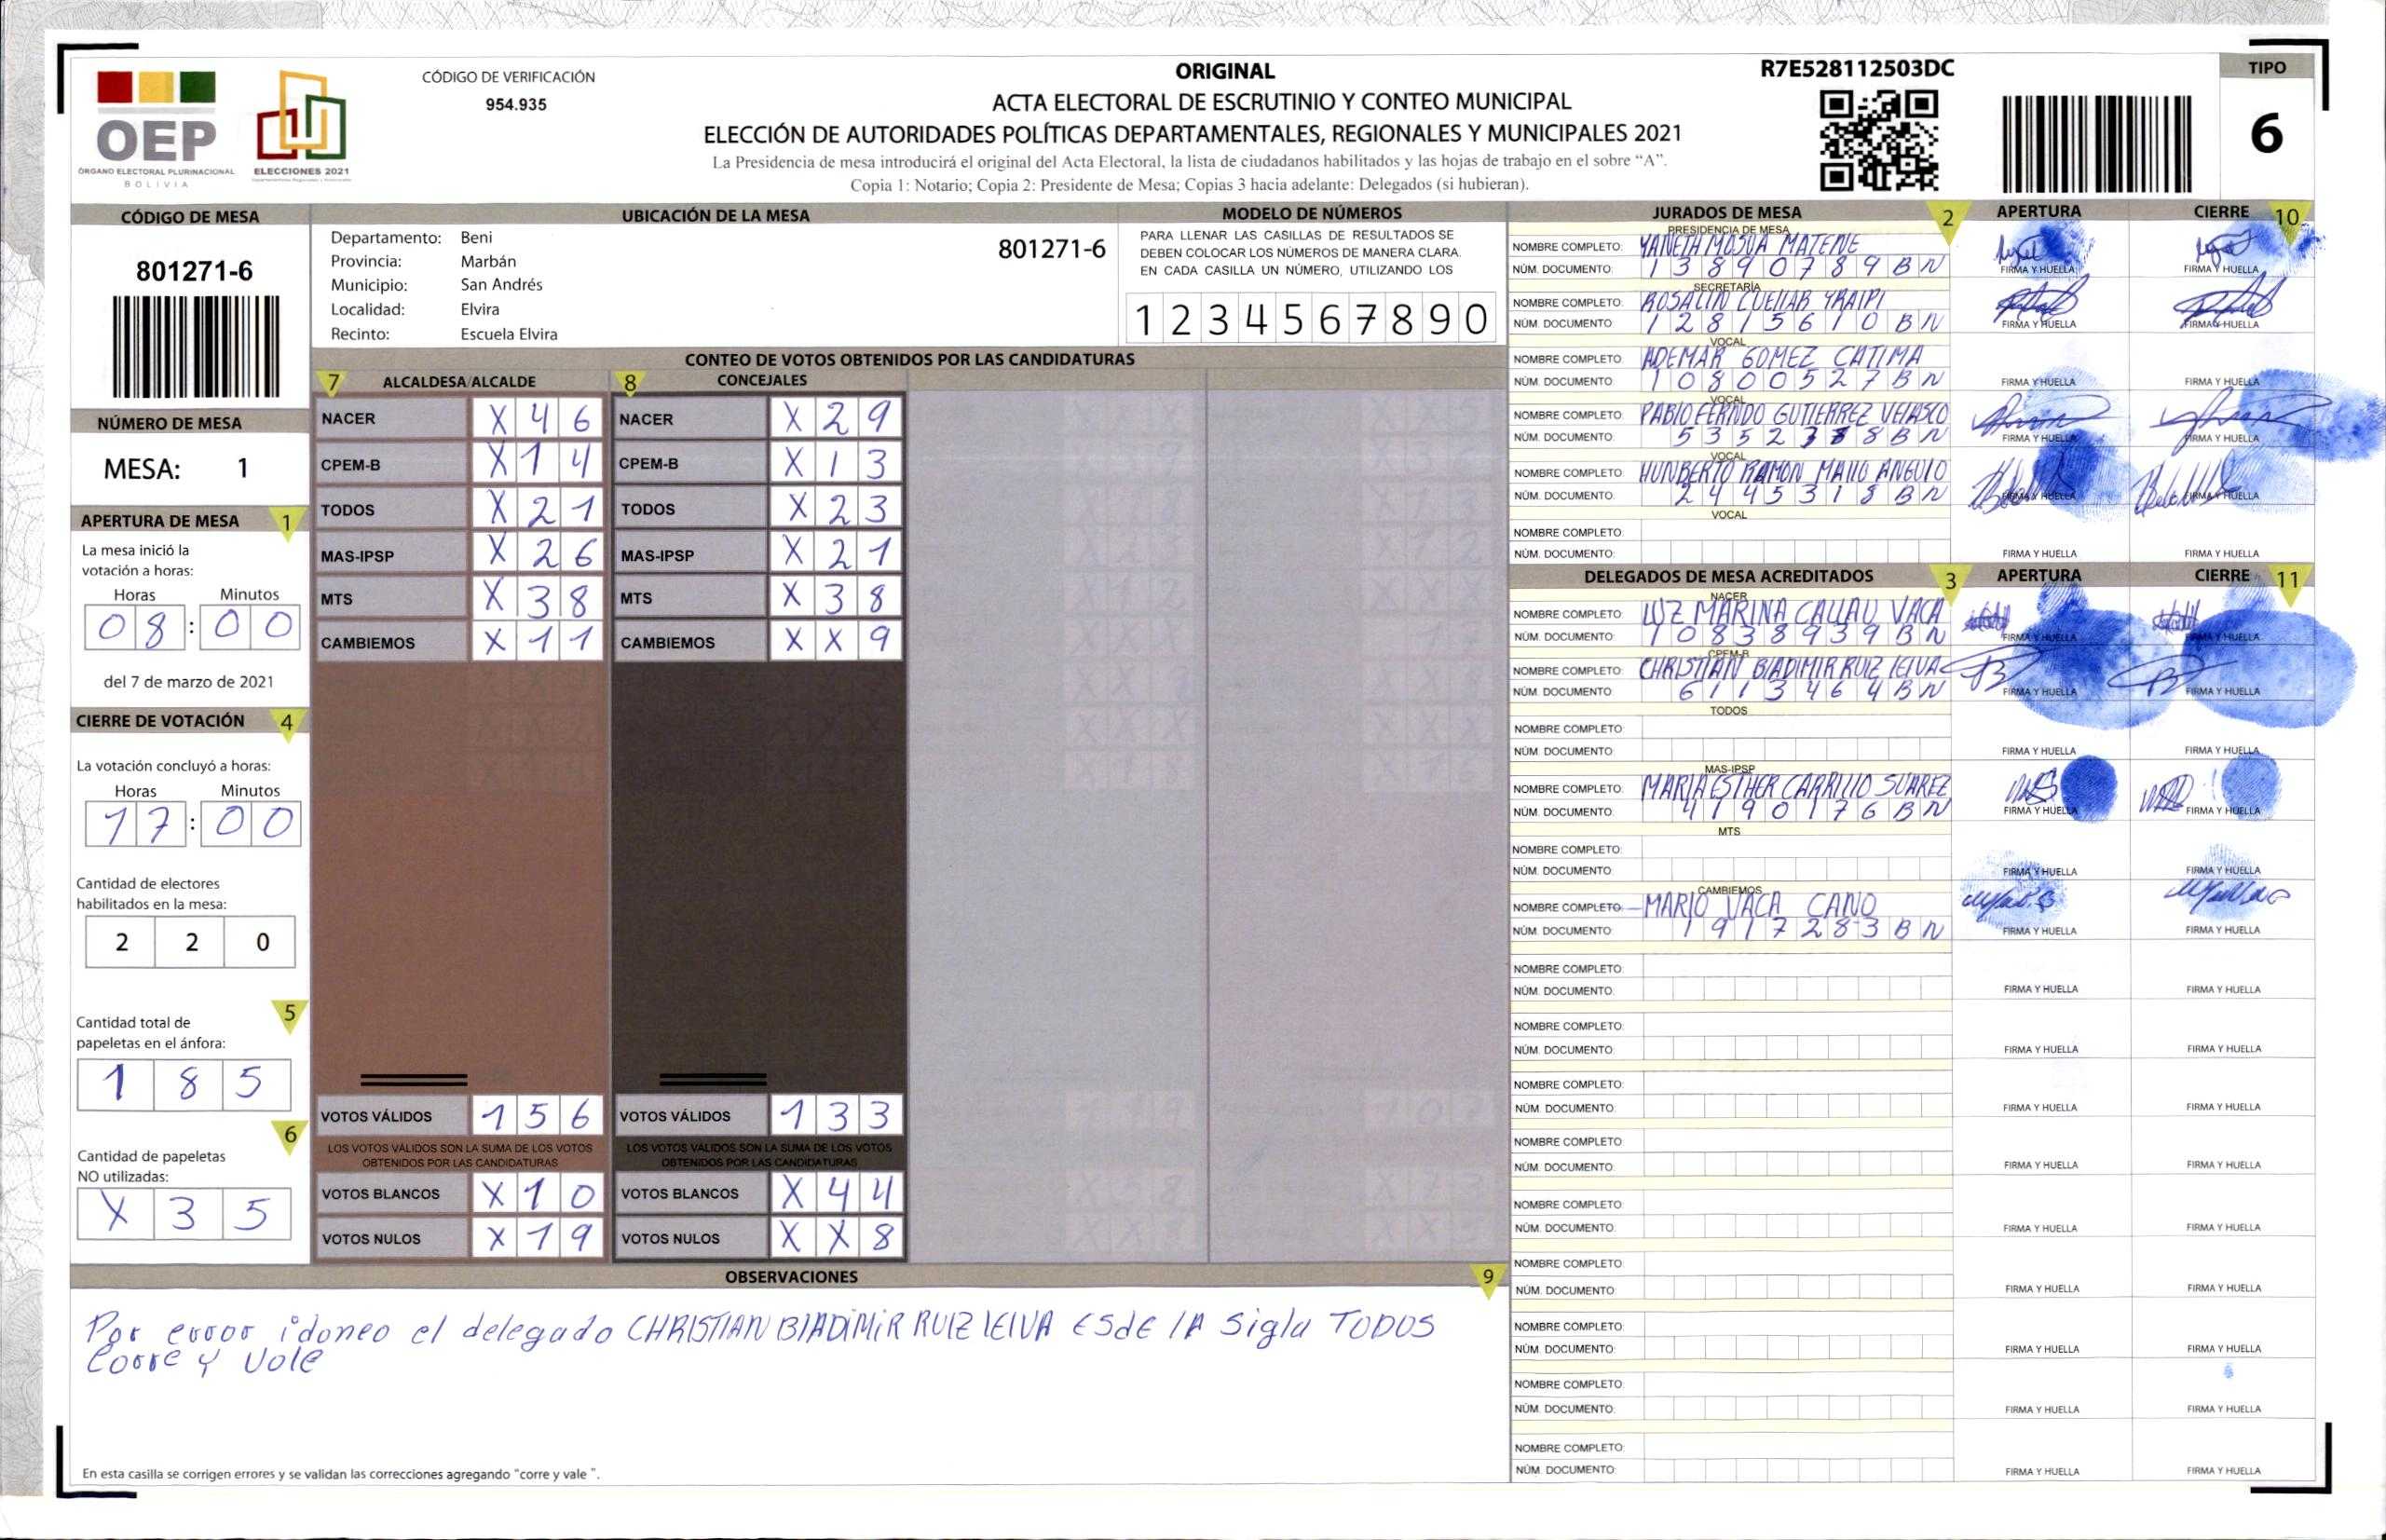 OEP
ÓRGANO ELECTORAL PLURINACIONAL
BOLIVIA
ELECCIONES 2021
CÓDIGO DE VERIFICACIÓN
954.935
ORIGINAL
ACTA ELECTORAL DE ESCRUTINIO Y CONTEO MUNICIPAL
ELECCIÓN DE AUTORIDADES POLÍTICAS DEPARTAMENTALES, REGIONALES Y MUNICIPALES 2021
La Presidencia de mesa introducirá el original del Acta Electoral, la lista de ciudadanos habilitados y las hojas de trabajo en el sobre “A”.
Copia 1: Notario; Copia 2: Presidente de Mesa; Copias 3 hacia adelante: Delegados (si hubieran).
R7E528112503DC
TIPO
6
CÓDIGO DE MESA
801271-6
NÚMERO DE MESA
MESA: 1
APERTURA DE MESA 1
La mesa inició la
votación a horas:
Horas Minutos
08:00
del 7 de marzo de 2021
CIERRE DE VOTACIÓN 4
La votación concluyó a horas:
Horas Minutos
17:00
Cantidad de electores
habilitados en la mesa:
2 2 0
5
Cantidad total de
papeletas en el ánfora:
1 8 5
6
Cantidad de papeletas
NO utilizadas:
X 3 5
UBICACIÓN DE LA MESA
Departamento: Beni
Provincia: Marbán
Municipio: San Andrés
Localidad: Elvira
Recinto: Escuela Elvira
801271-6
MODELO DE NÚMEROS
PARA LLENAR LAS CASILLAS DE RESULTADOS SE
DEBEN COLOCAR LOS NÚMEROS DE MANERA CLARA.
EN CADA CASILLA UN NÚMERO, UTILIZANDO LOS
1 2 3 4 5 6 7 8 9 0
CONTEO DE VOTOS OBTENIDOS POR LAS CANDIDATURAS
7 ALCALDESA/ALCALDE
NACER X 4 6
CPEM-B X 1 4
TODOS X 2 1
MAS-IPSP X 2 6
MTS X 3 8
CAMBIEMOS X 1 1
VOTOS VÁLIDOS 1 5 6
LOS VOTOS VÁLIDOS SON LA SUMA DE LOS VOTOS
OBTENIDOS POR LAS CANDIDATURAS
VOTOS BLANCOS X 1 0
VOTOS NULOS X 1 9
8 CONCEJALES
NACER X 2 9
CPEM-B X 1 3
TODOS X 2 3
MAS-IPSP X 2 1
MTS X 3 8
CAMBIEMOS X X 9
VOTOS VÁLIDOS 1 3 3
LOS VOTOS VÁLIDOS SON LA SUMA DE LOS VOTOS
OBTENIDOS POR LAS CANDIDATURAS
VOTOS BLANCOS X 4 4
VOTOS NULOS X X 8
OBSERVACIONES 9
Por error idoneo el delegado CHRISTIAN BlADiMiR RUIZ lEIVA ESdE lA Sigla TODOS
Corre y Vale
En esta casilla se corrigen errores y se validan las correcciones agregando "corre y vale ".
JURADOS DE MESA 2 APERTURA CIERRE 10
PRESIDENCIA DE MESA
NOMBRE COMPLETO: YANETH MOSUA MATENE
NÚM. DOCUMENTO: 13890789BN
FIRMA Y HUELLA FIRMA Y HUELLA
SECRETARÍA
NOMBRE COMPLETO: ROSALIN CUELLAR YRAIPI
NÚM. DOCUMENTO 12815610BN
FIRMA Y HUELLA FIRMA Y HUELLA
VOCAL
NOMBRE COMPLETO: ADEMAR GOMEZ CATIMA
NÚM. DOCUMENTO: 10800527BN
FIRMA Y HUELLA FIRMA Y HUELLA
VOCAL
NOMBRE COMPLETO: PABlO FERNDO GUTIERREZ VElASCO
NÚM. DOCUMENTO: BN
FIRMA Y HUELLA FIRMA Y HUELLA
VOCAL
NOMBRE COMPLETO: HUNBERTO RAMON MAllO ANGUlO
NÚM. DOCUMENTO: 2445318BN
FIRMA Y HUELLA FIRMA Y HUELLA
VOCAL
NOMBRE COMPLETO:
NÚM. DOCUMENTO:
FIRMA Y HUELLA FIRMA Y HUELLA
DELEGADOS DE MESA ACREDITADOS 3 APERTURA CIERRE 11
NACER
NOMBRE COMPLETO: LUZ MARINA CALLAU VACA
NÚM. DOCUMENTO: 10838939BN
FIRMA Y HUELLA FIRMA Y HUELLA
CPEM-B
NOMBRE COMPLETO: CHRISTIAN BlADIMIR RUIZ lEIVA
NÚM. DOCUMENTO: 6113464BN
FIRMA Y HUELLA FIRMA Y HUELLA
TODOS
NOMBRE COMPLETO:
NÚM. DOCUMENTO
FIRMA Y HUELLA FIRMA Y HUELLA
MAS-IPSP
NOMBRE COMPLETO: MARIA ESTHER CARRIllO SUAREZ
NÚM. DOCUMENTO: 4190176BN
FIRMA Y HUELLA FIRMA Y HUELLA
MTS
NOMBRE COMPLETO:
NÚM. DOCUMENTO:
FIRMA Y HUELLA FIRMA Y HUELLA
CAMBIEMOS
NOMBRE COMPLETO: MARIO VACA CANO
NÚM. DOCUMENTO: 1917283BN
FIRMA Y HUELLA FIRMA Y HUELLA
NOMBRE COMPLETO:
NÚM. DOCUMENTO:
FIRMA Y HUELLA FIRMA Y HUELLA
NOMBRE COMPLETO:
NÚM. DOCUMENTO:
FIRMA Y HUELLA FIRMA Y HUELLA
NOMBRE COMPLETO:
NÚM. DOCUMENTO:
FIRMA Y HUELLA FIRMA Y HUELLA
NOMBRE COMPLETO
NÚM. DOCUMENTO:
FIRMA Y HUELLA FIRMA Y HUELLA
NOMBRE COMPLETO:
NÚM. DOCUMENTO:
FIRMA Y HUELLA FIRMA Y HUELLA
NOMBRE COMPLETO:
NÚM. DOCUMENTO:
FIRMA Y HUELLA FIRMA Y HUELLA
NOMBRE COMPLETO:
NÚM. DOCUMENTO:
FIRMA Y HUELLA FIRMA Y HUELLA
NOMBRE COMPLETO:
NÚM. DOCUMENTO:
FIRMA Y HUELLA FIRMA Y HUELLA
NOMBRE COMPLETO:
NÚM. DOCUMENTO:
FIRMA Y HUELLA FIRMA Y HUELLA